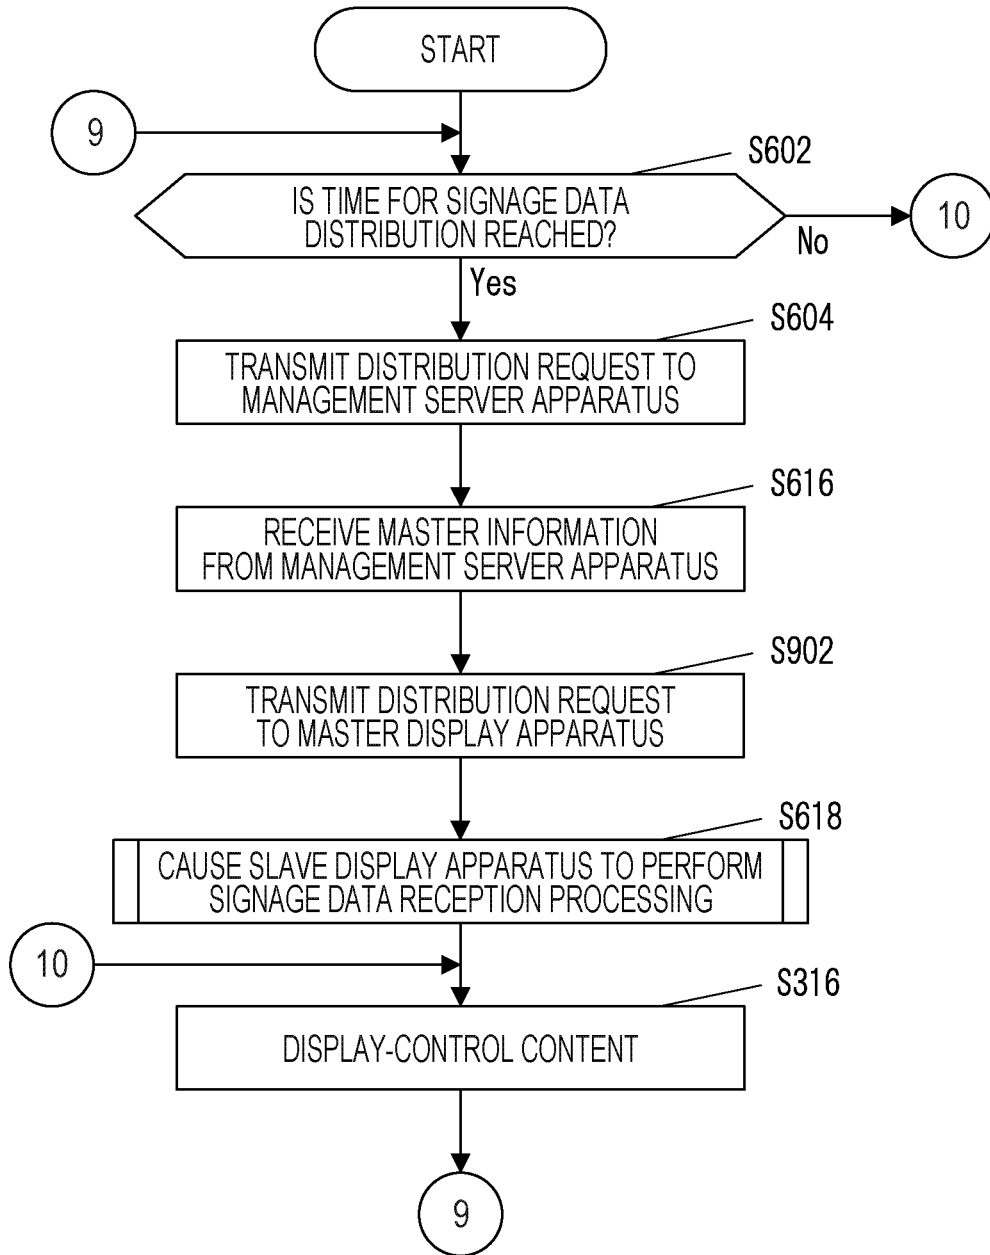 START
9
S602
IS TIME FOR SIGNAGE DATA
DISTRIBUTION REACHED?
10
No
Yes
S604
TRANSMIT DISTRIBUTION REQUEST TO
MANAGEMENT SERVER APPARATUS
S616
RECEIVE MASTER INFORMATION
FROM MANAGEMENT SERVER APPARATUS
S902
TRANSMIT DISTRIBUTION REQUEST
TO MASTER DISPLAY APPARATUS
S618
CAUSE SLAVE DISPLAY APPARATUS TO PERFORM
SIGNAGE DATA RECEPTION PROCESSING
10
S316
DISPLAY-CONTROL CONTENT
9